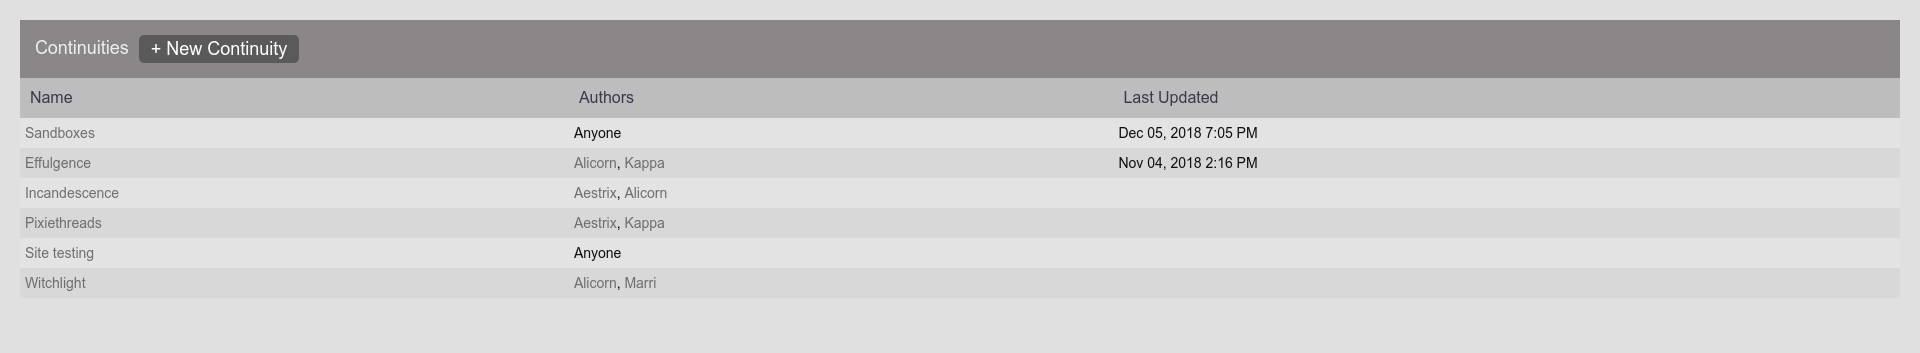 Continuities + New Continuity
Name Authors Last Updated
Sandboxes Anyone Dec 05, 2018 7:05 PM
Effulgence Alicorn, Kappa Nov 04, 2018 2:16 PM
Incandescence Aestrix, Alicorn
Pixiethreads Aestrix, Kappa
Site testing Anyone
Witchlight Alicorn, Marri